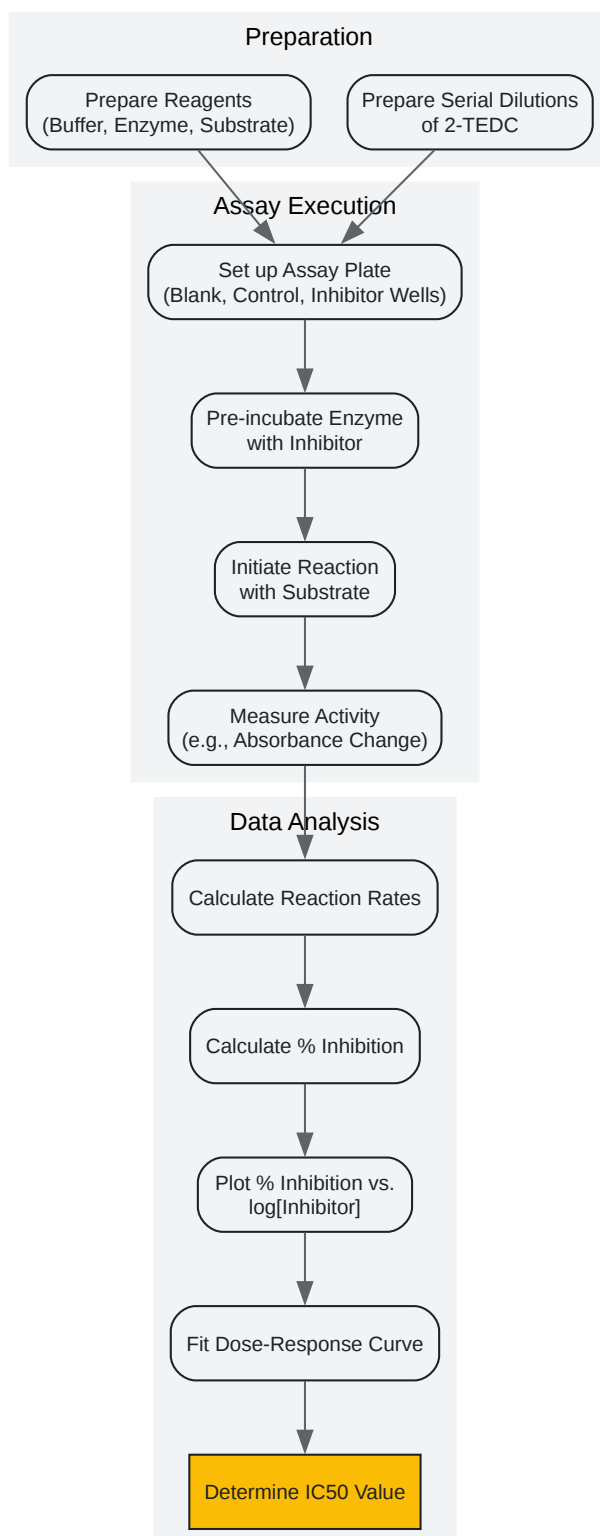 Preparation
Prepare Reagents
(Buffer, Enzyme, Substrate)
Prepare Serial Dilutions
of 2-TEDC
Assay Execution
Set up Assay Plate
(Blank, Control, Inhibitor Wells)
Pre-incubate Enzyme
with Inhibitor
Initiate Reaction
with Substrate
Measure Activity
(e.g., Absorbance Change)
Data Analysis
Calculate Reaction Rates
Calculate % Inhibition
Plot % Inhibition vs.
log[Inhibitor]
Fit Dose-Response Curve
Determine IC50 Value